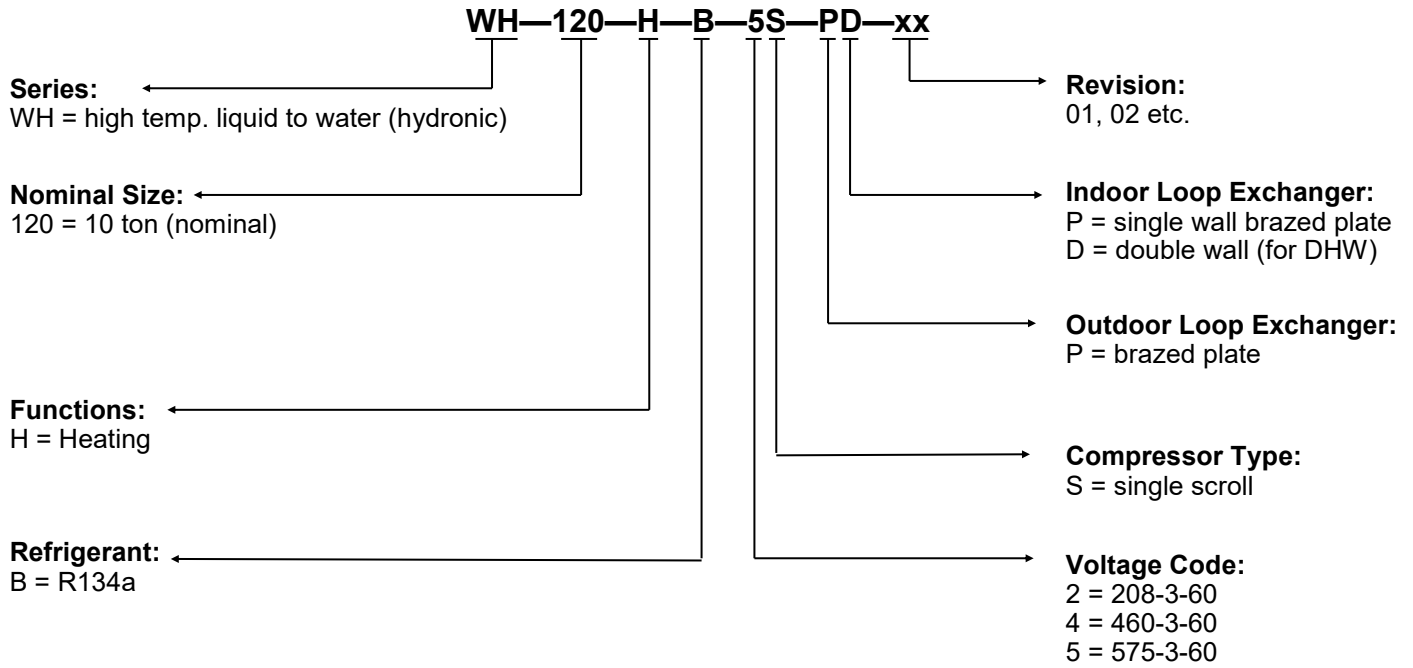 WH—120—H—B—5S—PD—xx
Series:
WH = high temp. liquid to water (hydronic)
Nominal Size:
120 = 10 ton (nominal)
Functions:
H = Heating
Refrigerant:
B = R134a
Revision:
01, 02 etc.
Indoor Loop Exchanger:
P = single wall brazed plate
D = double wall (for DHW)
Outdoor Loop Exchanger:
P = brazed plate
Compressor Type:
S = single scroll
Voltage Code:
2 = 208-3-60
4 = 460-3-60
5 = 575-3-60